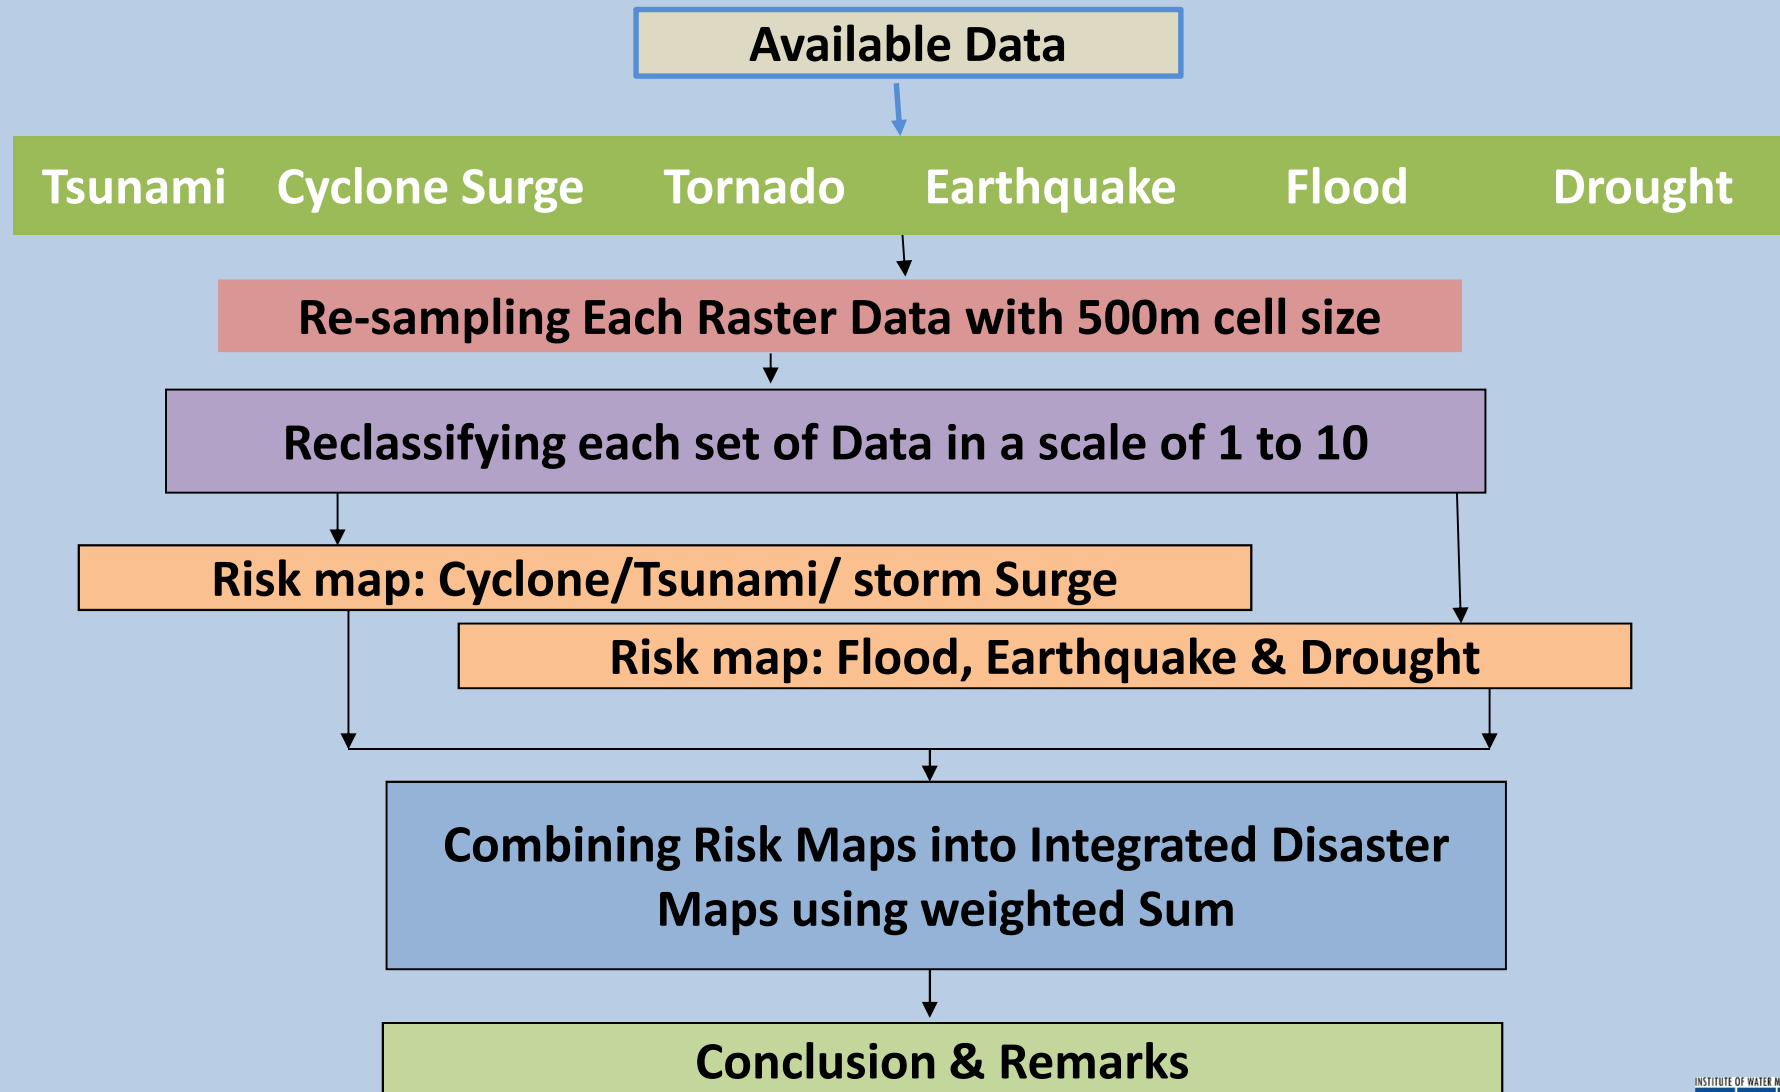 Available Data
Tsunami Cyclone Surge Tornado Earthquake Flood Drought
Re-sampling Each Raster Data with 500m cell size
Reclassifying each set of Data in a scale of 1 to 10
Risk map: Cyclone/Tsunami/ storm Surge
Risk map: Flood, Earthquake & Drought
Combining Risk Maps into Integrated Disaster
Maps using weighted Sum
Conclusion & Remarks
INSTITUTE OF WATER